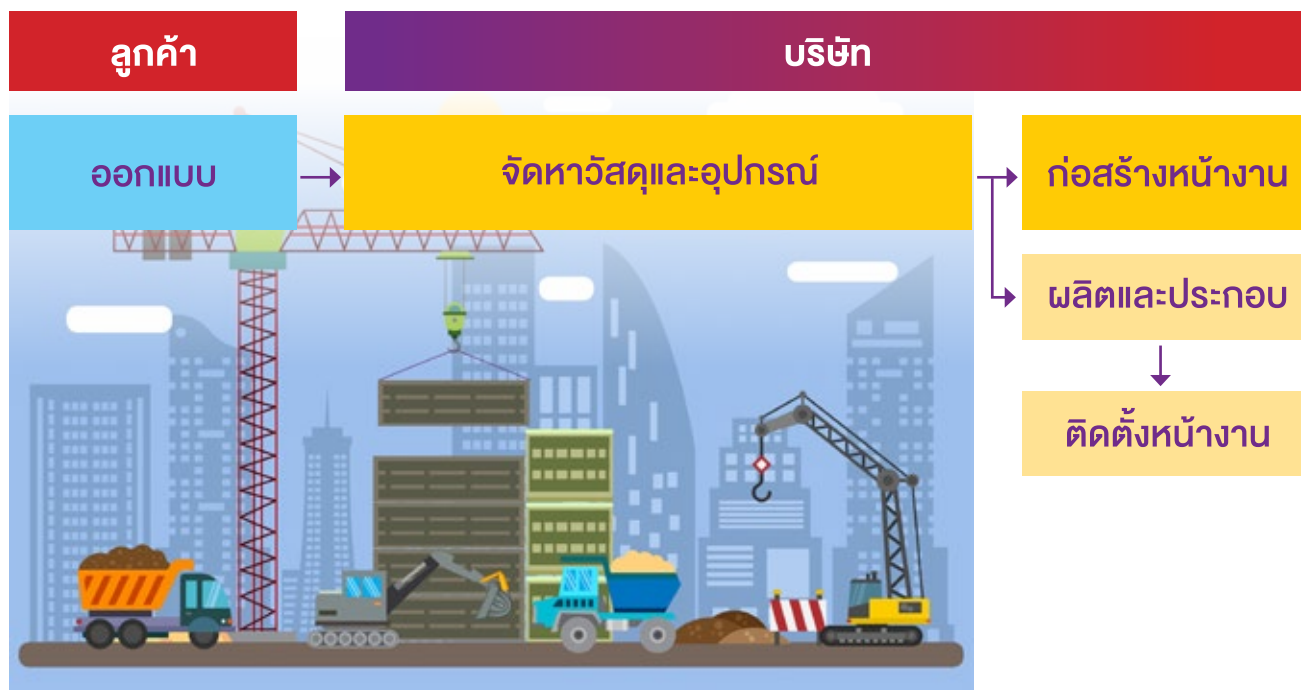 ลูกค้า
บริษัท
ออกแบบ
จัดหาวัสดุและอุปกรณ์
ก่อสร้างหน้างาน
ผลิตและประกอบ
ติดตั้งหน้างาน